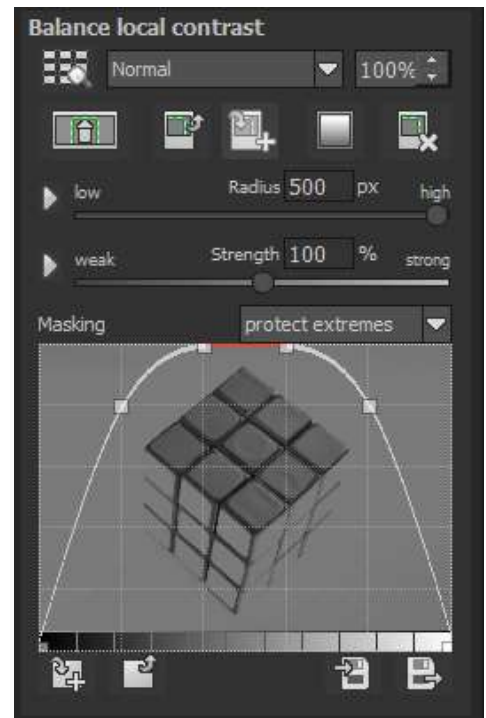 Balance local contrast
Normal 100%
low Radius 500 px high
weak Strength 100 % strong
Masking protect extremes